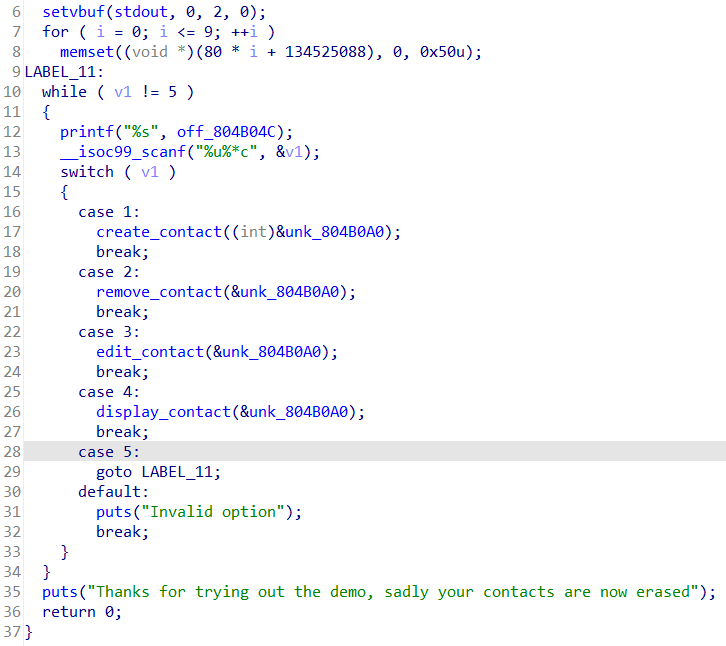 6 setvbuf(stdout, 0, 2, 0);
7 for ( i = 0; i <= 9; ++i )
8 memset((void *)(80 * i + 134525088), 0, 0x50u);
9 LABEL_11:
10 while ( v1 != 5 )
11 {
12 printf("%s", off_804B04C);
13 __isoc99_scanf("%u%*c", &v1);
14 switch ( v1 )
15 {
16 case 1:
17 create_contact((int)&unk_804B0A0);
18 break;
19 case 2:
20 remove_contact(&unk_804B0A0);
21 break;
22 case 3:
23 edit_contact(&unk_804B0A0);
24 break;
25 case 4:
26 display_contact(&unk_804B0A0);
27 break;
28 case 5:
29 goto LABEL_11;
30 default:
31 puts("Invalid option");
32 break;
33 }
34 }
35 puts("Thanks for trying out the demo, sadly your contacts are now erased");
36 return 0;
37 }